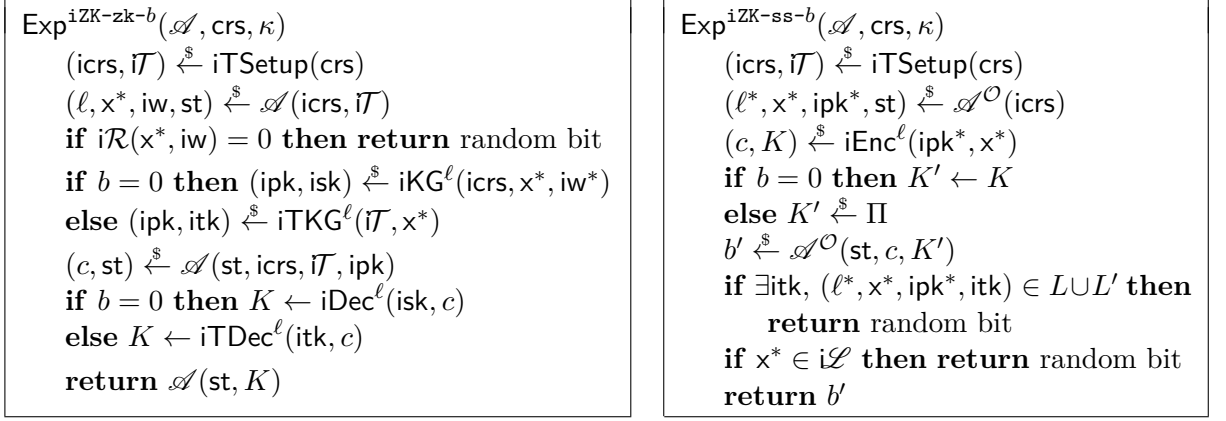 Exp^{iZK-zk-b}(𝒜, crs, κ)
(icrs, i𝒯) ←$ iTSetup(crs)
(ℓ, x*, iw, st) ←$ 𝒜(icrs, i𝒯)
if iℛ(x*, iw) = 0 then return random bit
if b = 0 then (ipk, isk) ←$ iKG^ℓ(icrs, x*, iw*)
else (ipk, itk) ←$ iTKG^ℓ(i𝒯, x*)
(c, st) ←$ 𝒜(st, icrs, i𝒯, ipk)
if b = 0 then K ← iDec^ℓ(isk, c)
else K ← iTDec^ℓ(itk, c)
return 𝒜(st, K)
Exp^{iZK-ss-b}(𝒜, crs, κ)
(icrs, i𝒯) ←$ iTSetup(crs)
(ℓ*, x*, ipk*, st) ←$ 𝒜^𝒪(icrs)
(c, K) ←$ iEnc^ℓ(ipk*, x*)
if b = 0 then K′ ← K
else K′ ←$ Π
b′ ←$ 𝒜^𝒪(st, c, K′)
if ∃itk, (ℓ*, x*, ipk*, itk) ∈ L∪L′ then
return random bit
if x* ∈ iℒ then return random bit
return b′